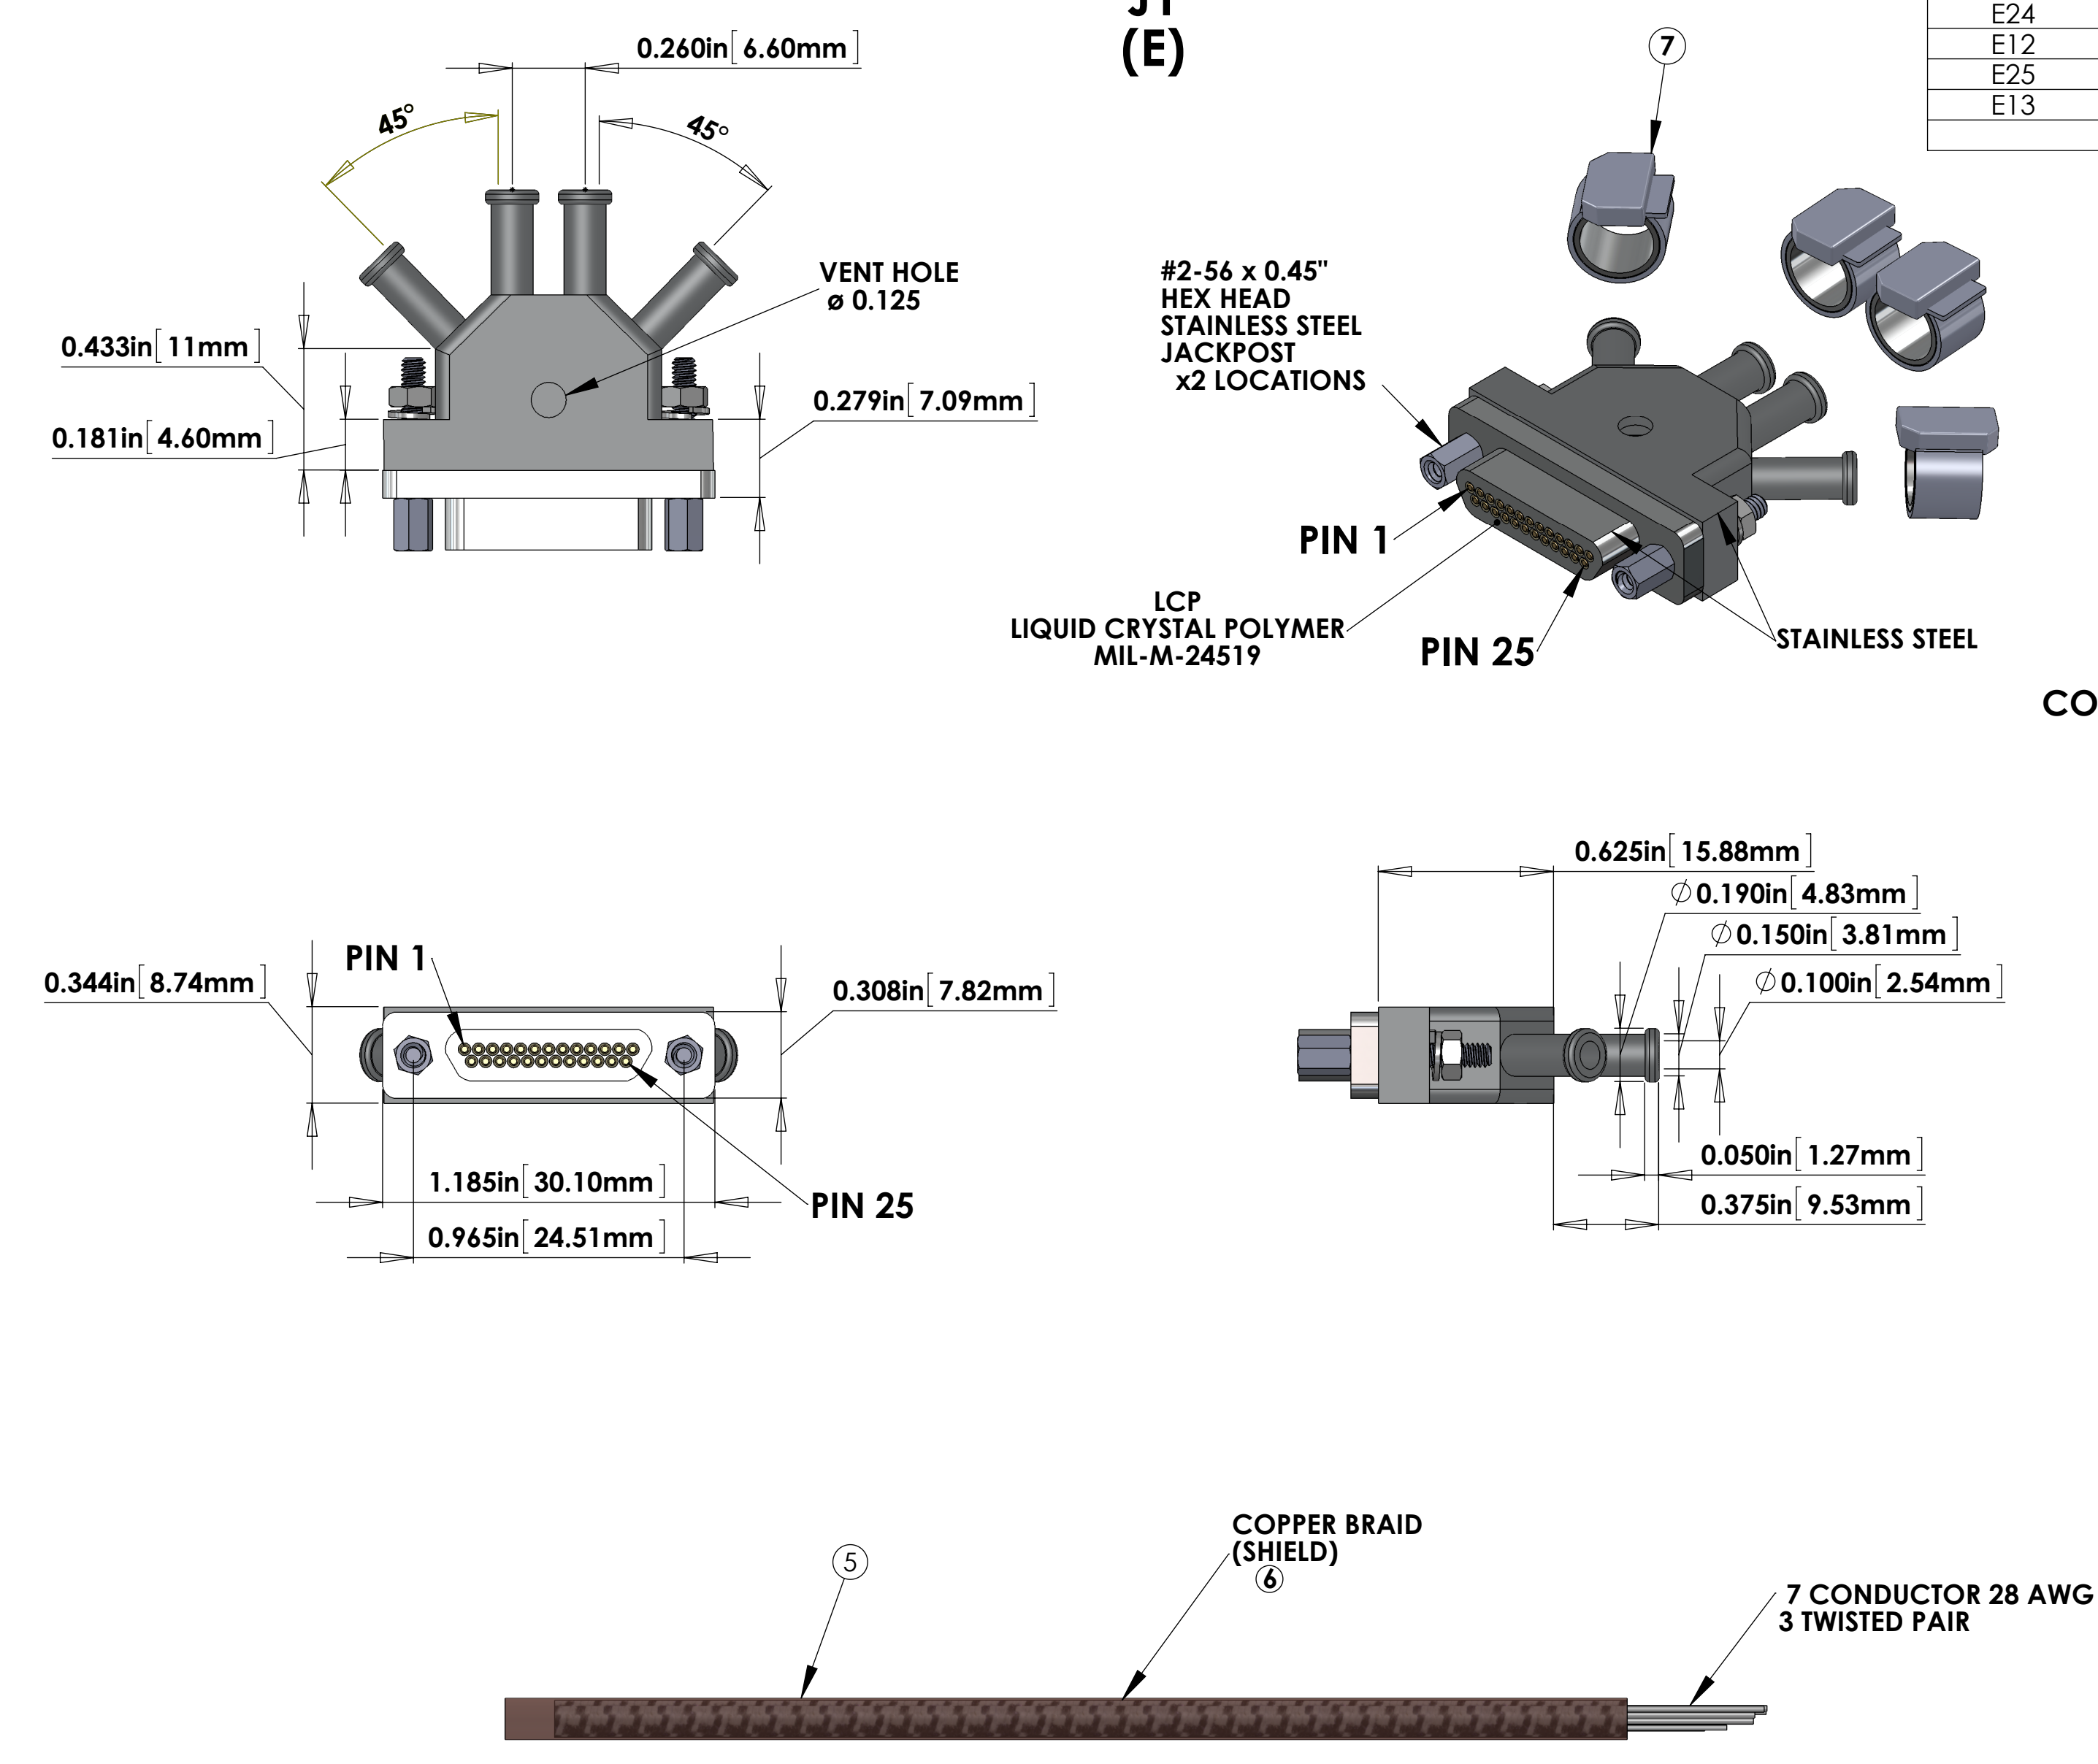 J1
(E)
E24
E12
E25
E13
0.260in[6.60mm]
45°
45°
VENT HOLE
ø 0.125
0.433in[11mm]
0.181in[4.60mm]
0.279in[7.09mm]
7
#2-56 x 0.45"
HEX HEAD
STAINLESS STEEL
JACKPOST
x2 LOCATIONS
PIN 1
LCP
LIQUID CRYSTAL POLYMER
MIL-M-24519
PIN 25
STAINLESS STEEL
CO
PIN 1
0.344in[8.74mm]
0.308in[7.82mm]
1.185in[30.10mm]
0.965in[24.51mm]
PIN 25
0.625in[15.88mm]
∅0.190in[4.83mm]
∅0.150in[3.81mm]
∅0.100in[2.54mm]
0.050in[1.27mm]
0.375in[9.53mm]
5
COPPER BRAID
(SHIELD)
6
7 CONDUCTOR 28 AWG
3 TWISTED PAIR